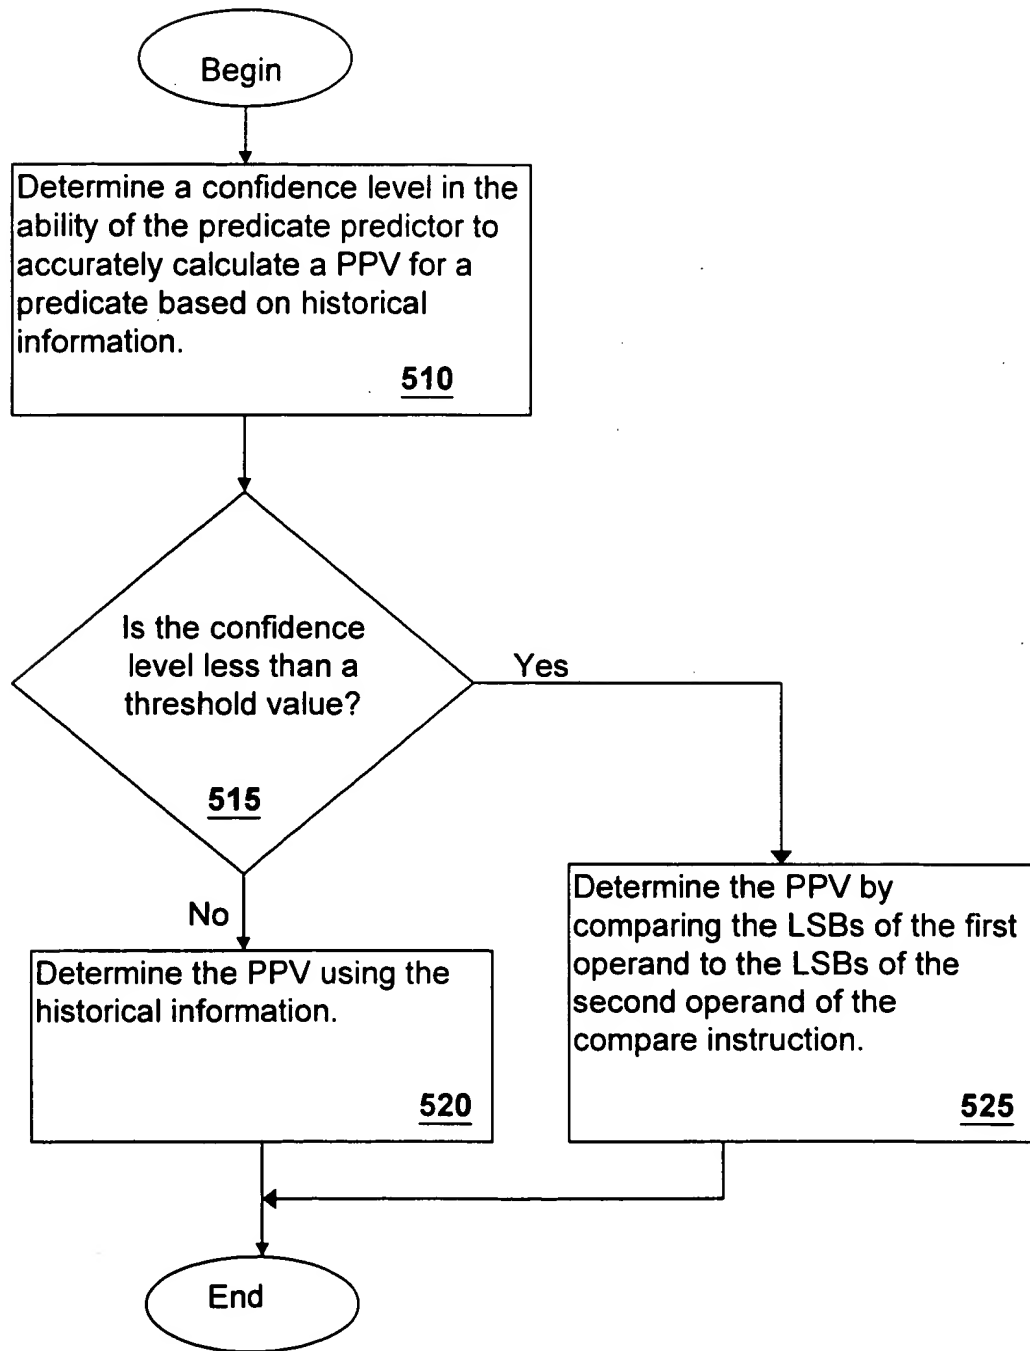 Begin
Determine a confidence level in the
ability of the predicate predictor to
accurately calculate a PPV for a
predicate based on historical
information.
510
Is the confidence
level less than a
threshold value?
515
Yes
No
Determine the PPV using the
historical information.
520
Determine the PPV by
comparing the LSBs of the first
operand to the LSBs of the
second operand of the
compare instruction.
525
End